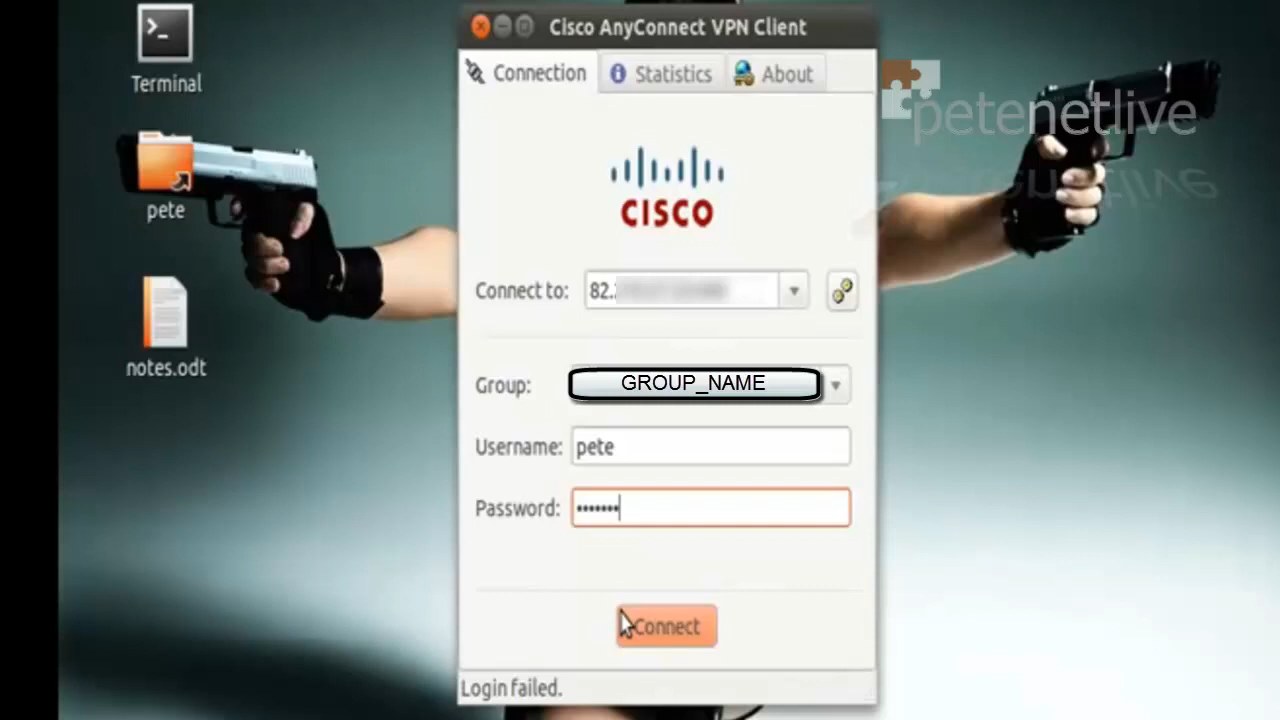 Cisco AnyConnect VPN Client
Terminal
Connection
Statistics
About
petenetlive
CISCO
pete
Connect to: 82.
notes.odt
Group: GROUP_NAME
Username: pete
Password: •••••••
Connect
Login failed.